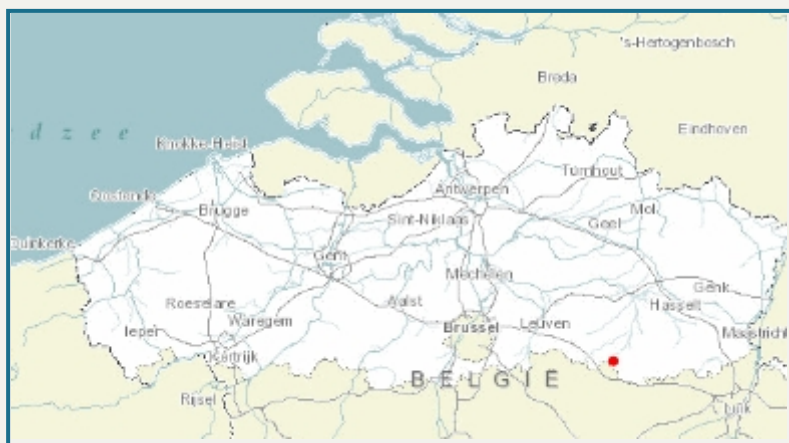 's-Hertogenbosch
Breda
d z e e
Eindhoven
Knokke-Heist
Turnhout
Antwerpen
Oostende
Brugge
Sint-Niklaas
Geel
Mol
Duinkerke
Gent
Mechelen
Genk
Roeselare
Aalst
Hasselt
Ieper
Waregem
Brussel
Leuven
Maastricht
Kortrijk
BELGIË
Rijsel
Luik